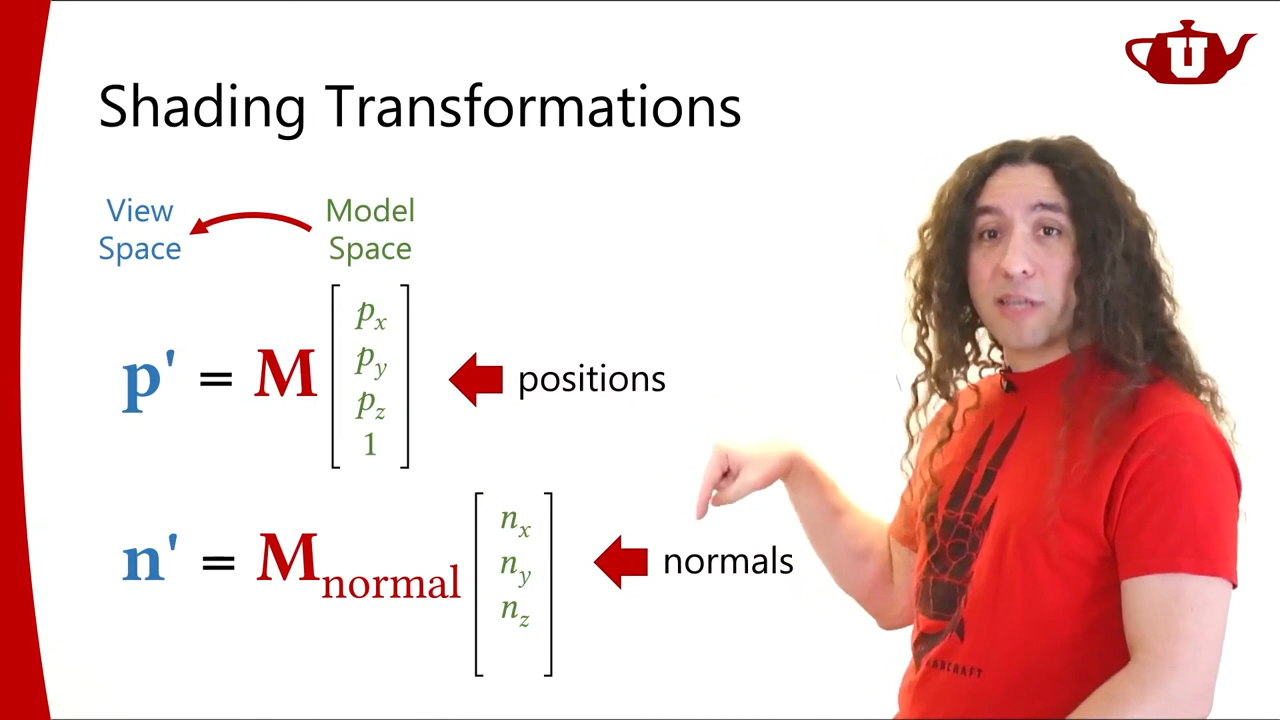 U
Shading Transformations
View
Space
Model
Space
p' = M [p_x
p_y
p_z
1]
positions
n' = M_normal [n_x
n_y
n_z]
normals